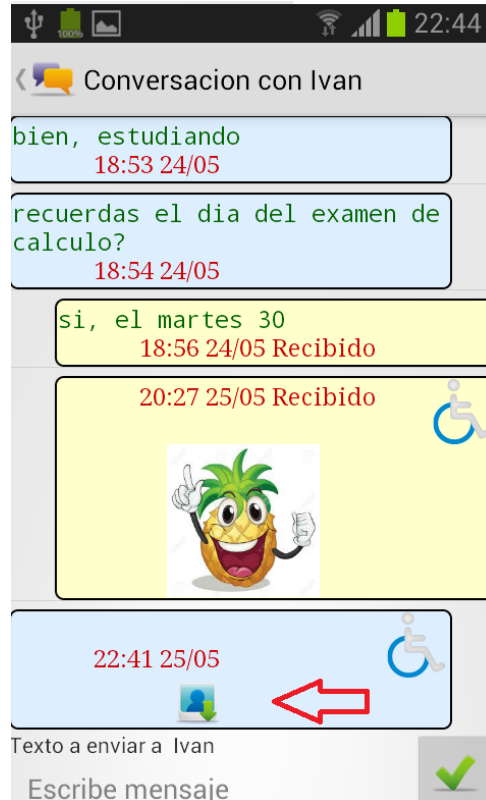 100%
22:44
Conversacion con Ivan
bien, estudiando
18:53 24/05
recuerdas el dia del examen de
calculo?
18:54 24/05
si, el martes 30
18:56 24/05 Recibido
20:27 25/05 Recibido
22:41 25/05
Texto a enviar a Ivan
Escribe mensaje